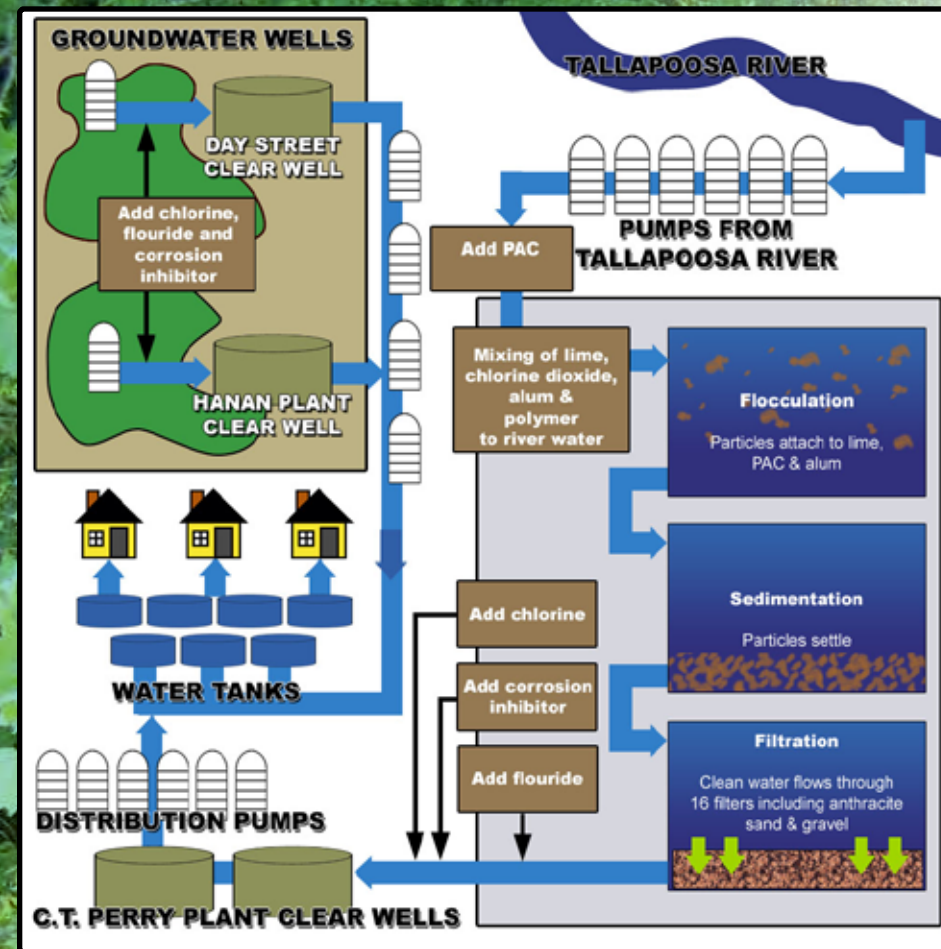 GROUNDWATER WELLS
DAY STREET
CLEAR WELL
Add chlorine,
flouride and
corrosion
inhibitor
HANAN PLANT
CLEAR WELL
TALLAPOOSA RIVER
PUMPS FROM
TALLAPOOSA RIVER
Add PAC
Mixing of lime,
chlorine dioxide,
alum &
polymer
to river water
Flocculation
Particles attach to lime,
PAC & alum
Sedimentation
Particles settle
Filtration
Clean water flows through
16 filters including anthracite
sand & gravel
Add chlorine
Add corrosion
inhibitor
Add flouride
WATER TANKS
DISTRIBUTION PUMPS
C.T. PERRY PLANT CLEAR WELLS